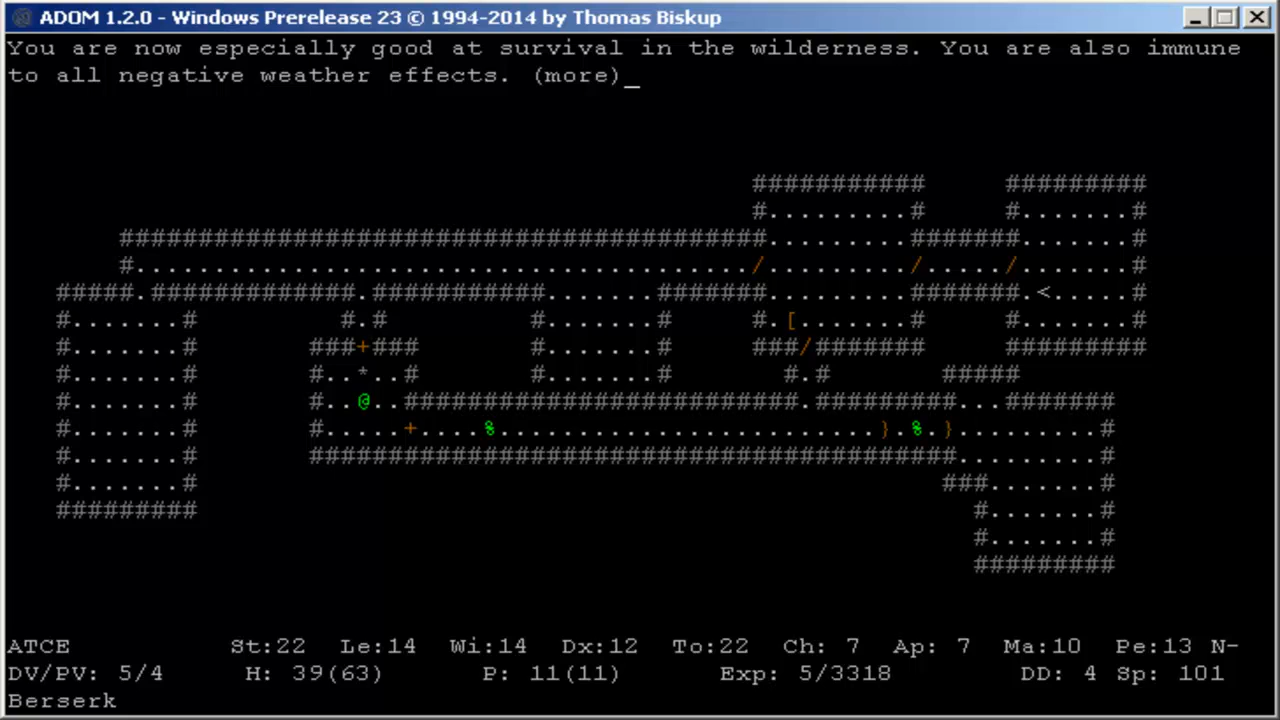 ADOM 1.2.0 - Windows Prerelease 23 © 1994-2014 by Thomas Biskup
You are now especially good at survival in the wilderness. You are also immune
to all negative weather effects. (more)_
########### #########
#.........# #.......#
#########################################......... #######.......#
#......................................./........./...../.......#
#####.#############.###########.......#######.........#######.<.....#
#.......# #.# #.......# #.[.......# #.......#
#.......# ###+### #.......# ###/####### #########
#.......# #..*..# #.......# #.# #####
#.......# #..@..#########################.#########...#######
#.......# #.....+....%........................}.%.}.........#
#.......# #########################################.........#
#.......# ###.......#
######### #.......#
#.......#
#########
ATCE St:22 Le:14 Wi:14 Dx:12 To:22 Ch: 7 Ap: 7 Ma:10 Pe:13 N-
DV/PV: 5/4 H: 39(63) P: 11(11) Exp: 5/3318 DD: 4 Sp: 101
Berserk